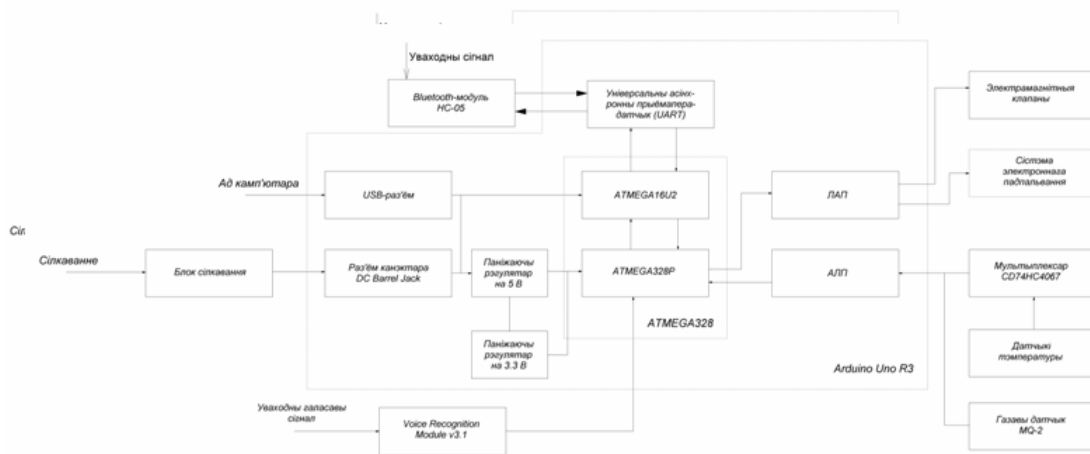 Уваходны сігнал
Bluetooth-модуль
HC-05
Універсальны асінх-
ронны прыёмапера-
датчык (UART)
Электрамагнітныя
клапаны
Ад камп'ютара
USB-раз'ём
ATMEGA16U2
ЛАП
Сістэма
электроннага
падпальвання
Сіл
Сілкаванне
Блок сілкавання
Раз'ём канэктара
DC Barrel Jack
Паніжаючы
рэгулятар
на 5 В
ATMEGA328P
АЛП
Мультыплексар
CD74HC4067
ATMEGA328
Паніжаючы
рэгулятар
на 3.3 В
Датчыкі
тэмпературы
Arduino Uno R3
Уваходны галасавы
сігнал
Voice Recognition
Module v3.1
Газавы датчык
MQ-2